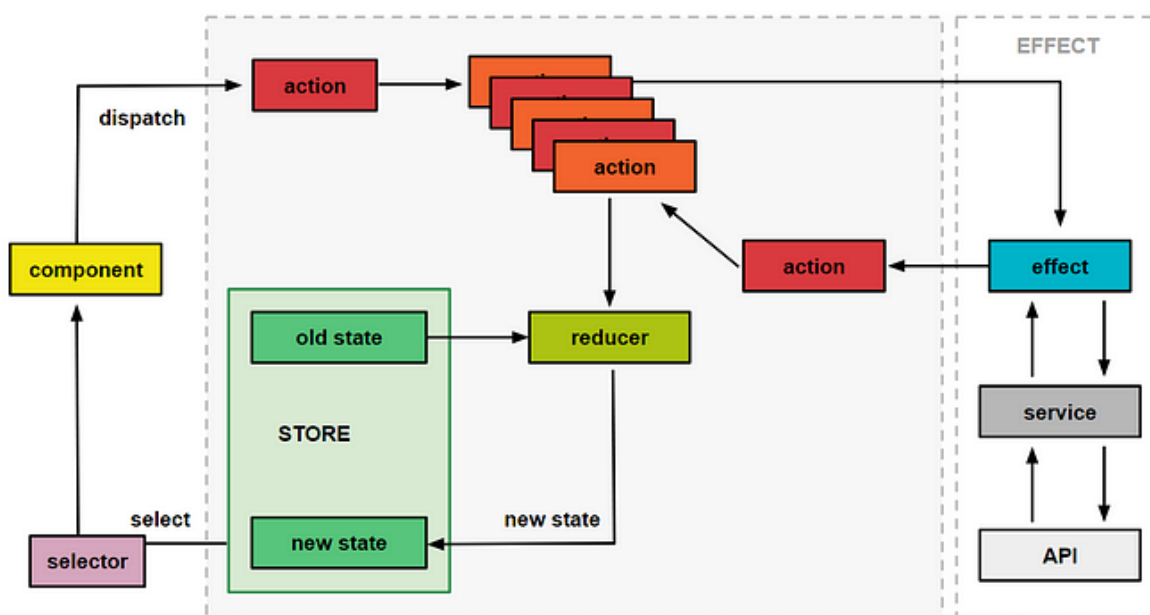 EFFECT
action
dispatch
action
component
action
effect
old state
reducer
service
STORE
select
new state
new state
selector
API